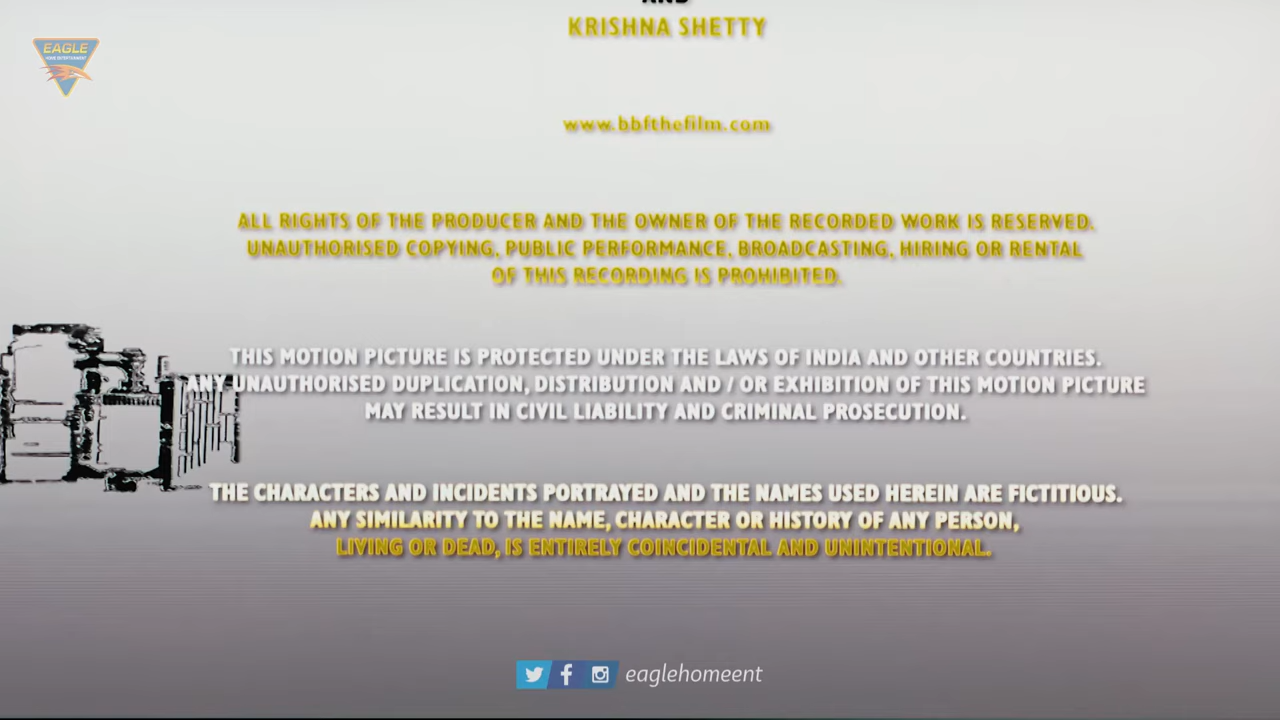 AND
KRISHNA SHETTY
EAGLE
HOME ENTERTAINMENT
www.bbfthefilm.com
ALL RIGHTS OF THE PRODUCER AND THE OWNER OF THE RECORDED WORK IS RESERVED.
UNAUTHORISED COPYING, PUBLIC PERFORMANCE, BROADCASTING, HIRING OR RENTAL
OF THIS RECORDING IS PROHIBITED.
THIS MOTION PICTURE IS PROTECTED UNDER THE LAWS OF INDIA AND OTHER COUNTRIES.
ANY UNAUTHORISED DUPLICATION, DISTRIBUTION AND / OR EXHIBITION OF THIS MOTION PICTURE
MAY RESULT IN CIVIL LIABILITY AND CRIMINAL PROSECUTION.
THE CHARACTERS AND INCIDENTS PORTRAYED AND THE NAMES USED HEREIN ARE FICTITIOUS.
ANY SIMILARITY TO THE NAME, CHARACTER OR HISTORY OF ANY PERSON,
LIVING OR DEAD, IS ENTIRELY COINCIDENTAL AND UNINTENTIONAL.
eaglehomeent